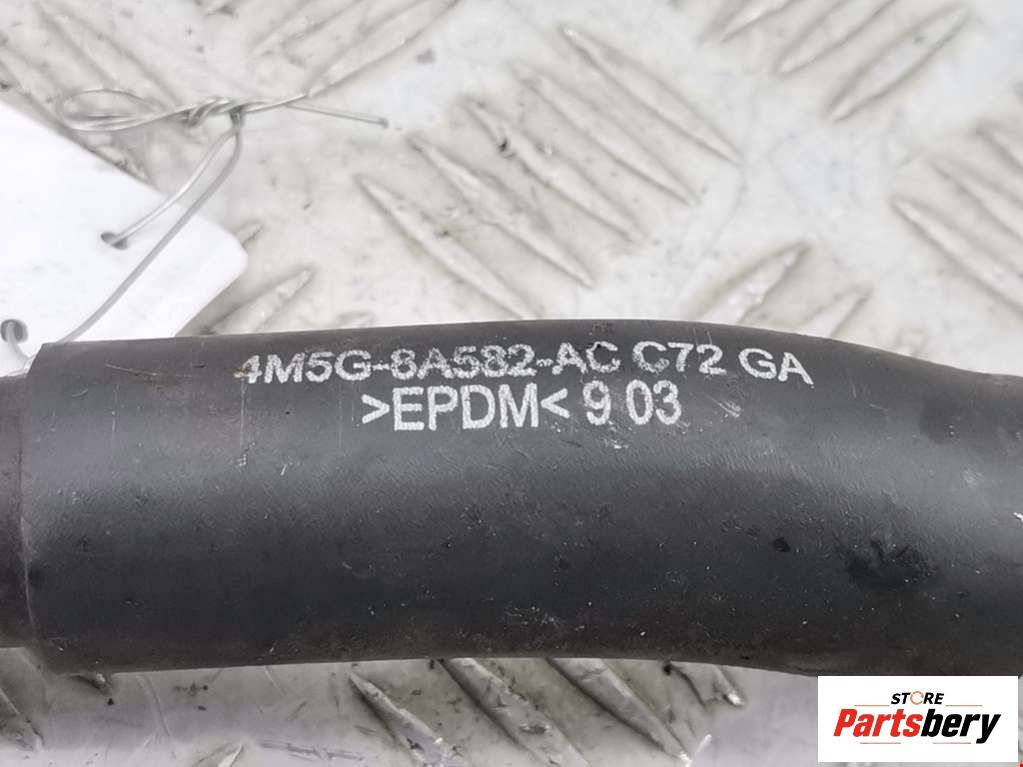 4M5G-8A582-AC C72 GA
>EPDM< 9 03
STORE
Partsbery